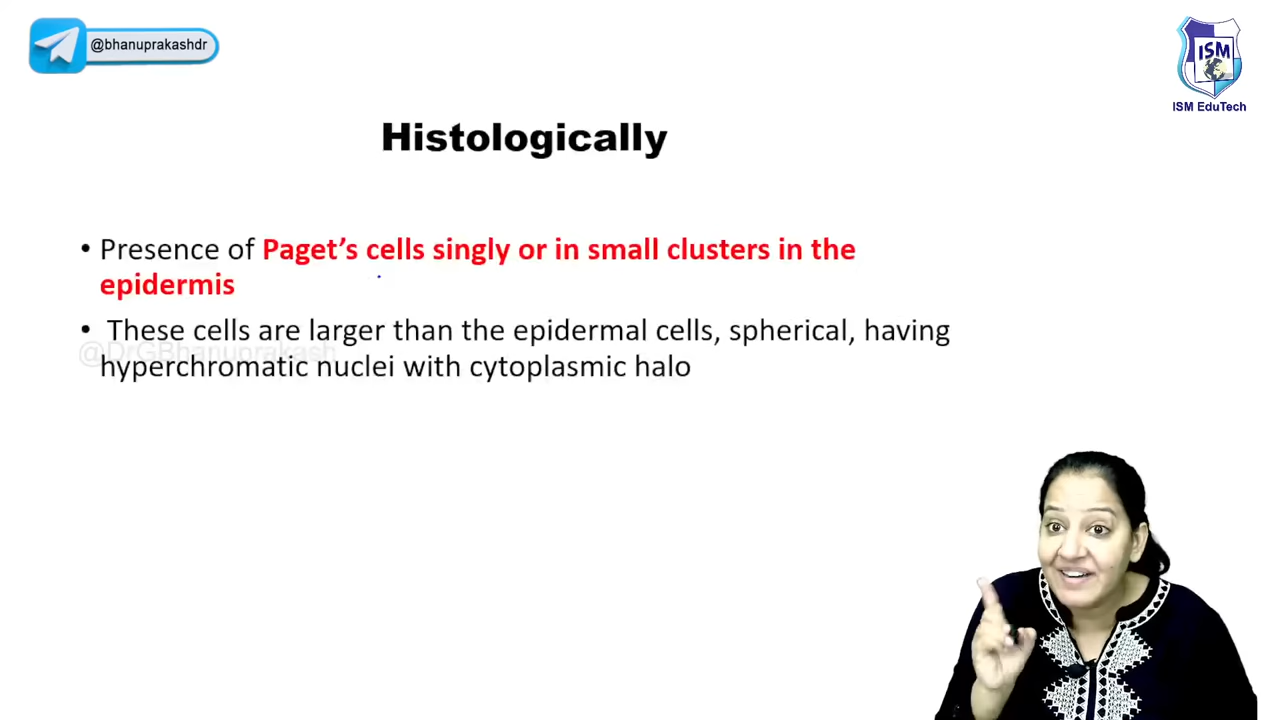 @bhanuprakashdr
ISM
ISM EduTech
Histologically
• Presence of Paget's cells singly or in small clusters in the
epidermis
• These cells are larger than the epidermal cells, spherical, having
@DrGBhanuprakash
hyperchromatic nuclei with cytoplasmic halo